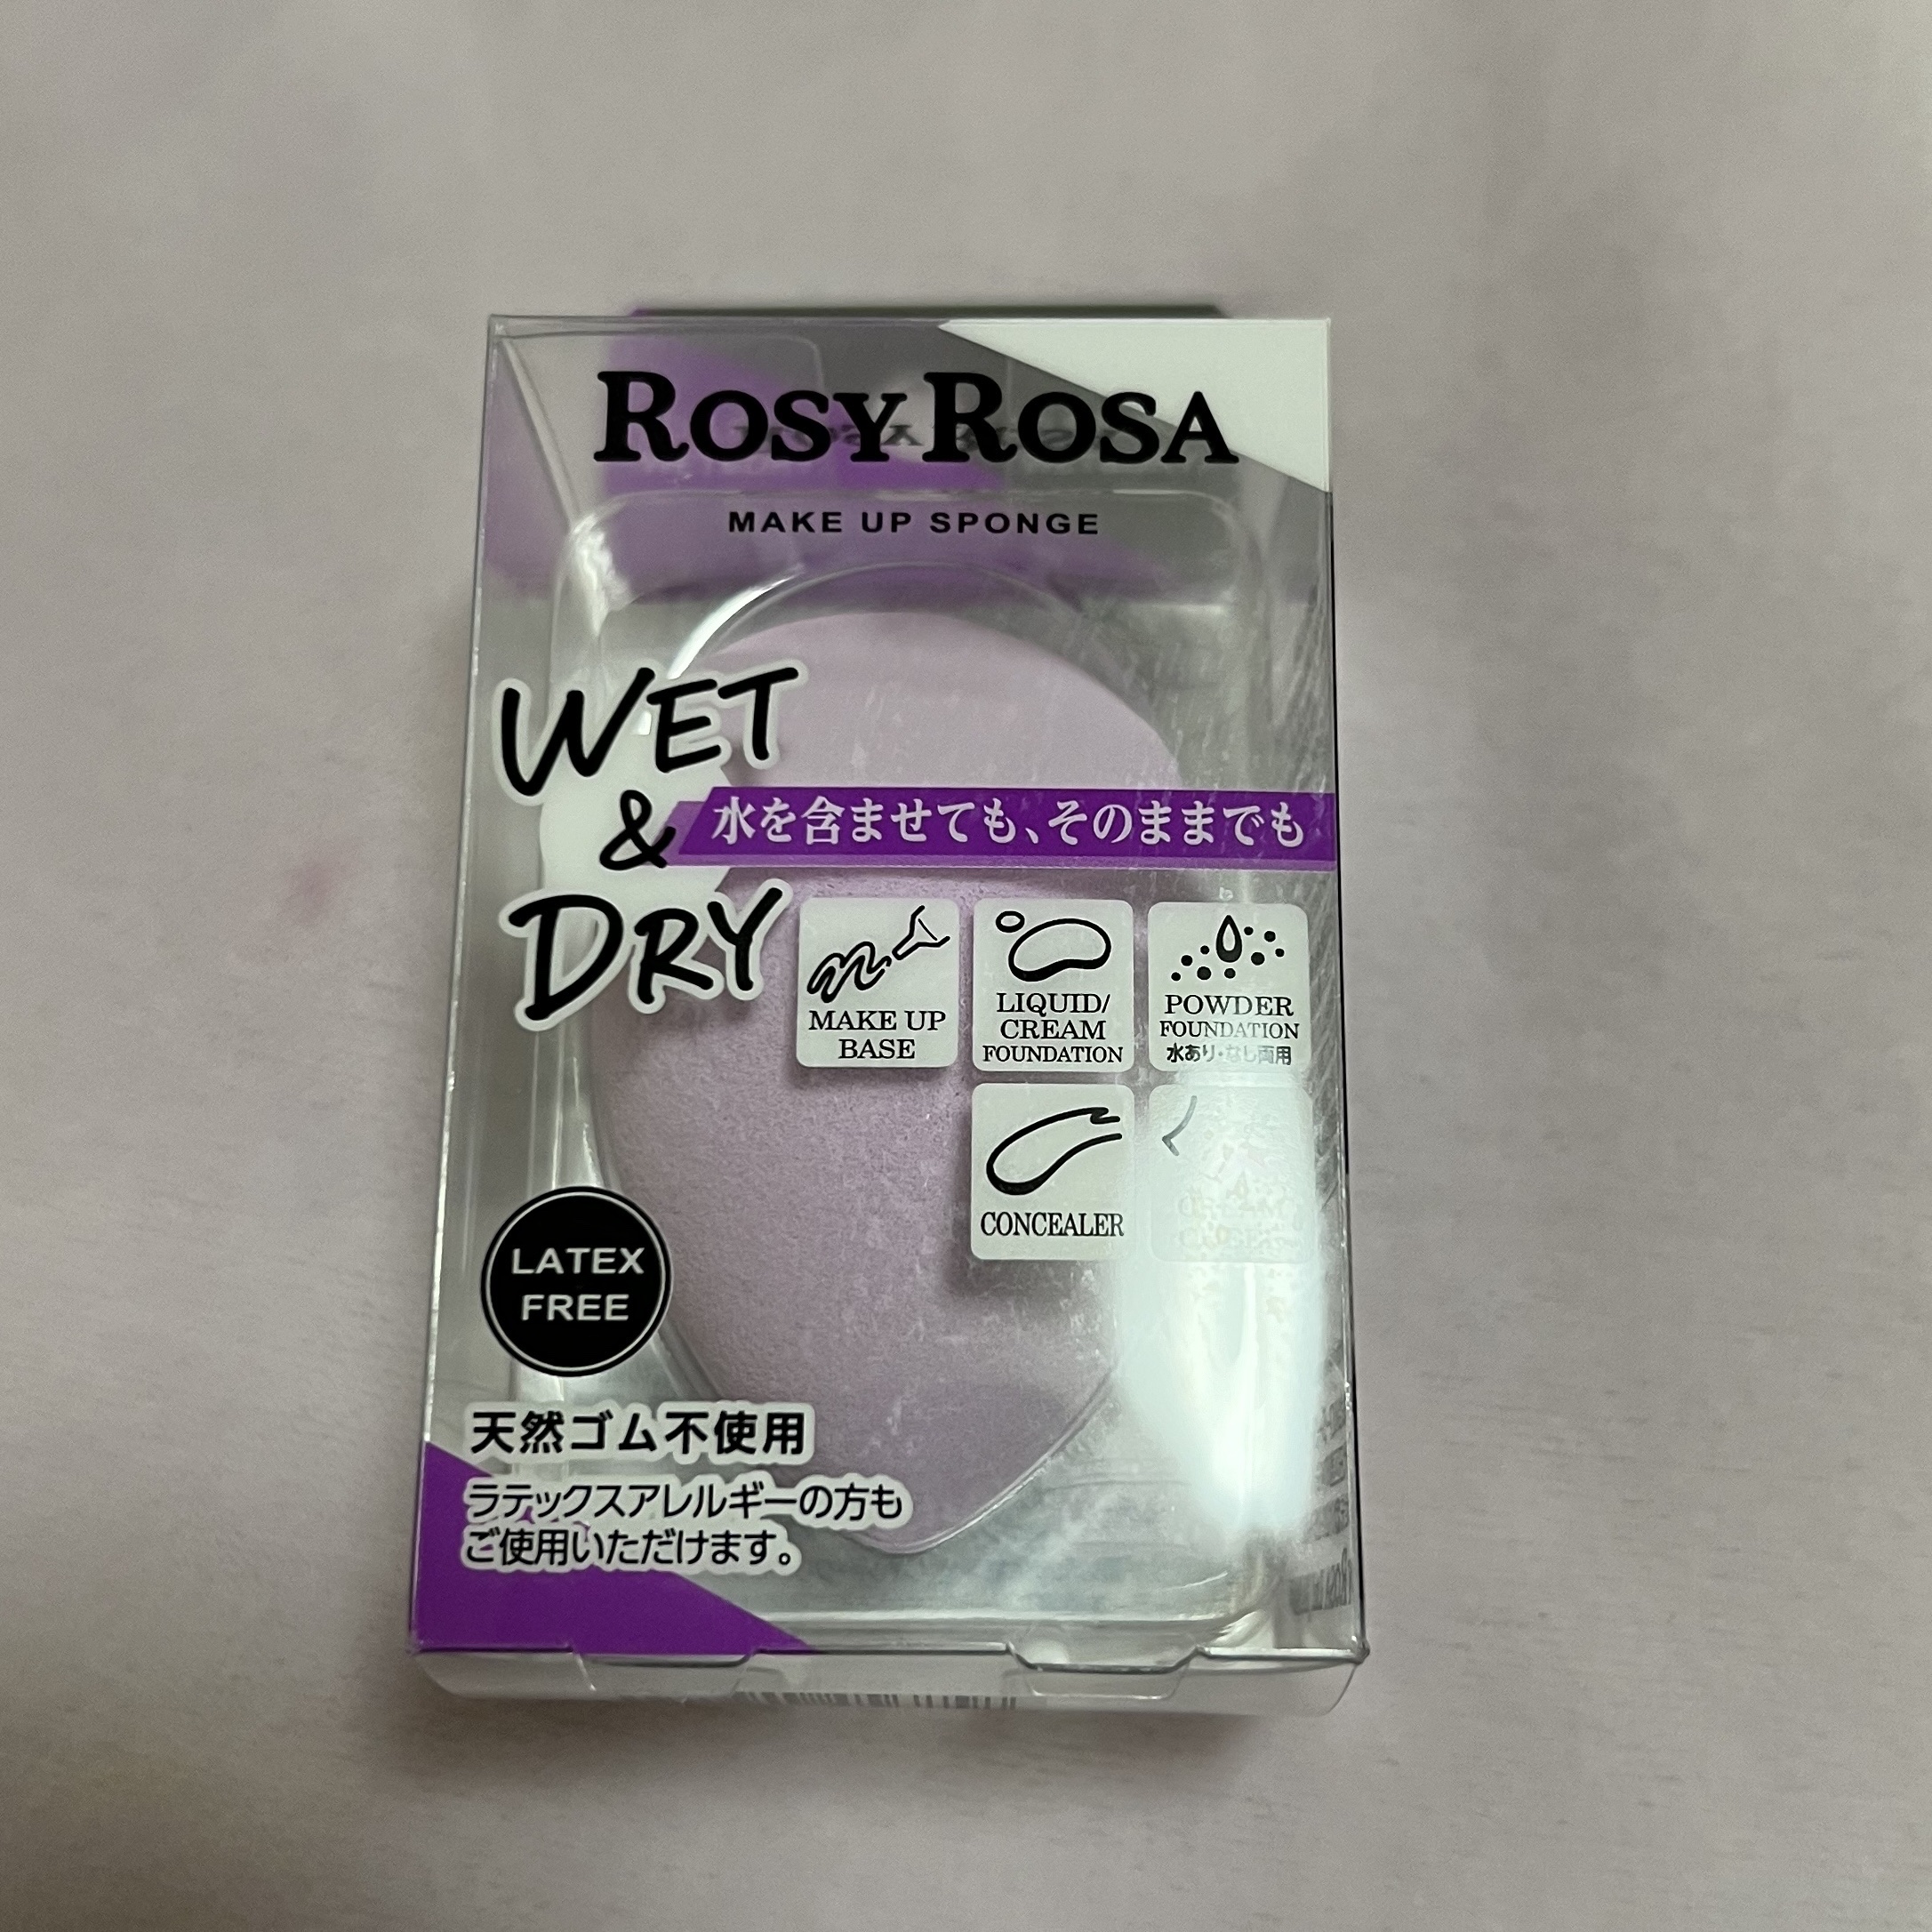 ROSY ROSA
MAKE UP SPONGE
WET
&
DRY
水を含ませても、そのままでも
MAKE UP
BASE
LIQUID/
CREAM
FOUNDATION
POWDER
FOUNDATION
水あり・なし両用
CONCEALER
CREAM
CHEEK
LATEX
FREE
天然ゴム不使用
ラテックスアレルギーの方も
ご使用いただけます。